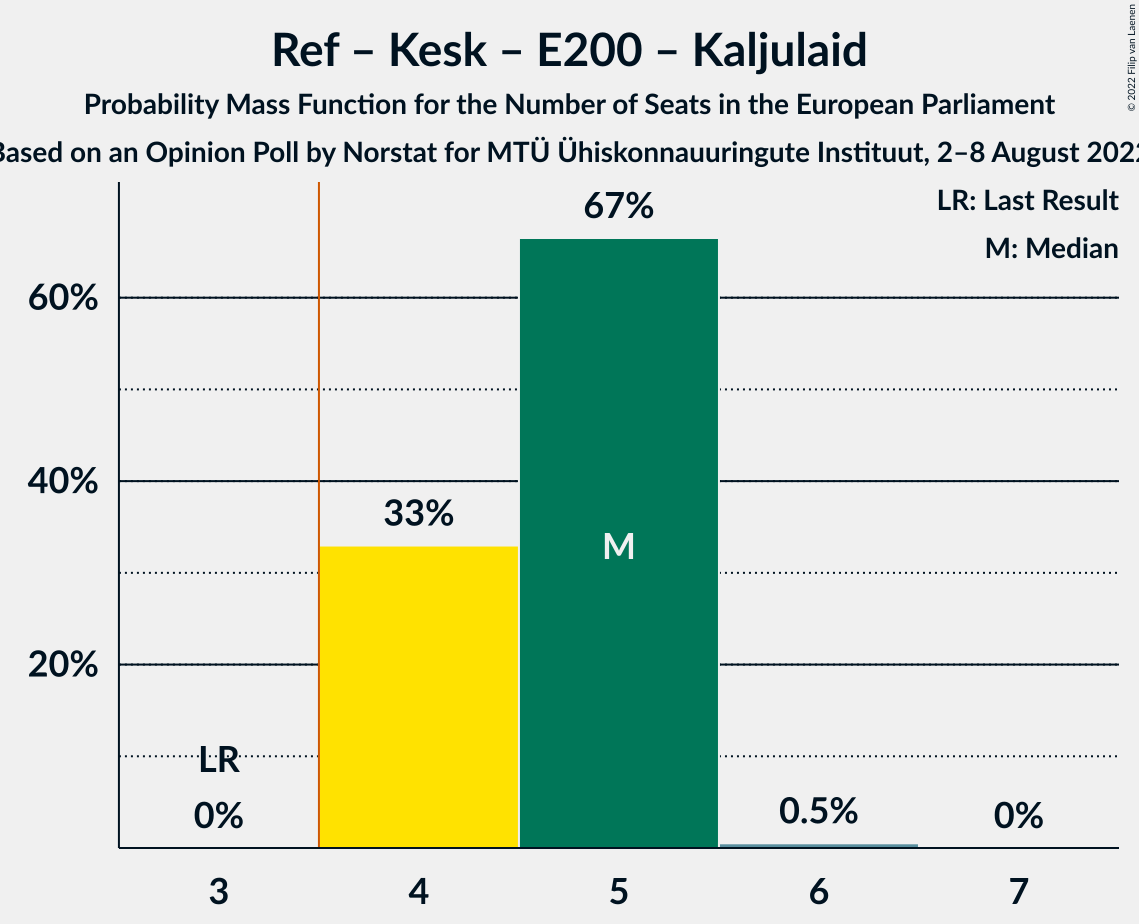 Ref – Kesk – E200 – Kaljulaid
Probability Mass Function for the Number of Seats in the European Parliament
Based on an Opinion Poll by Norstat for MTÜ Ühiskonnauuringute Instituut, 2–8 August 2022
© 2022 Filip van Laenen
LR: Last Result
M: Median
67%
60%
40%
33%
M
20%
LR
0%
0.5%
0%
3 4 5 6 7